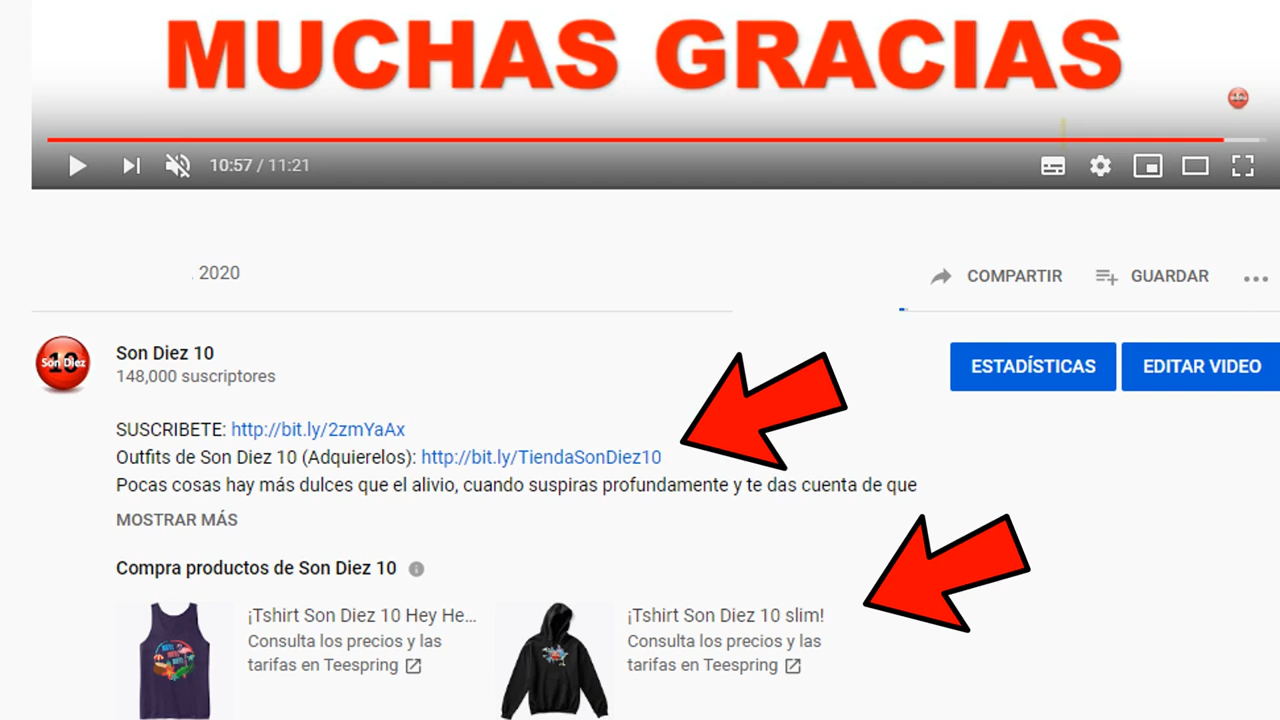 MUCHAS GRACIAS
10:57 / 11:21
. 2020
COMPARTIR
GUARDAR
Son Diez 10
Son Diez 10
148,000 suscriptores
ESTADÍSTICAS
EDITAR VIDEO
SUSCRIBETE: http://bit.ly/2zmYaAx
Outfits de Son Diez 10 (Adquierelos): http://bit.ly/TiendaSonDiez10
Pocas cosas hay más dulces que el alivio, cuando suspiras profundamente y te das cuenta de que
MOSTRAR MÁS
Compra productos de Son Diez 10
¡Tshirt Son Diez 10 Hey He...
Consulta los precios y las
tarifas en Teespring
¡Tshirt Son Diez 10 slim!
Consulta los precios y las
tarifas en Teespring